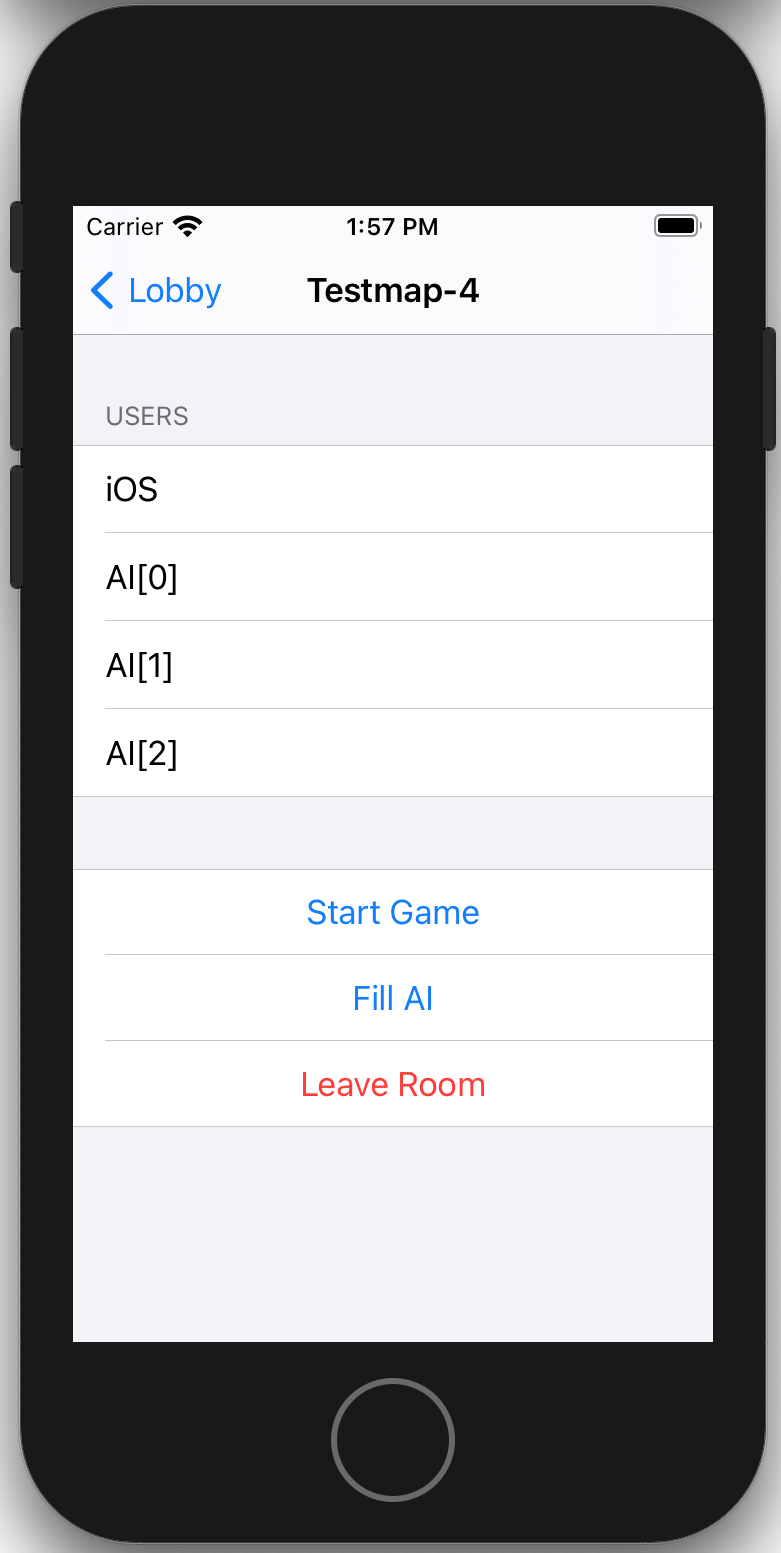 Carrier 1:57 PM
Lobby Testmap-4
USERS
iOS
AI[0]
AI[1]
AI[2]
Start Game
Fill AI
Leave Room